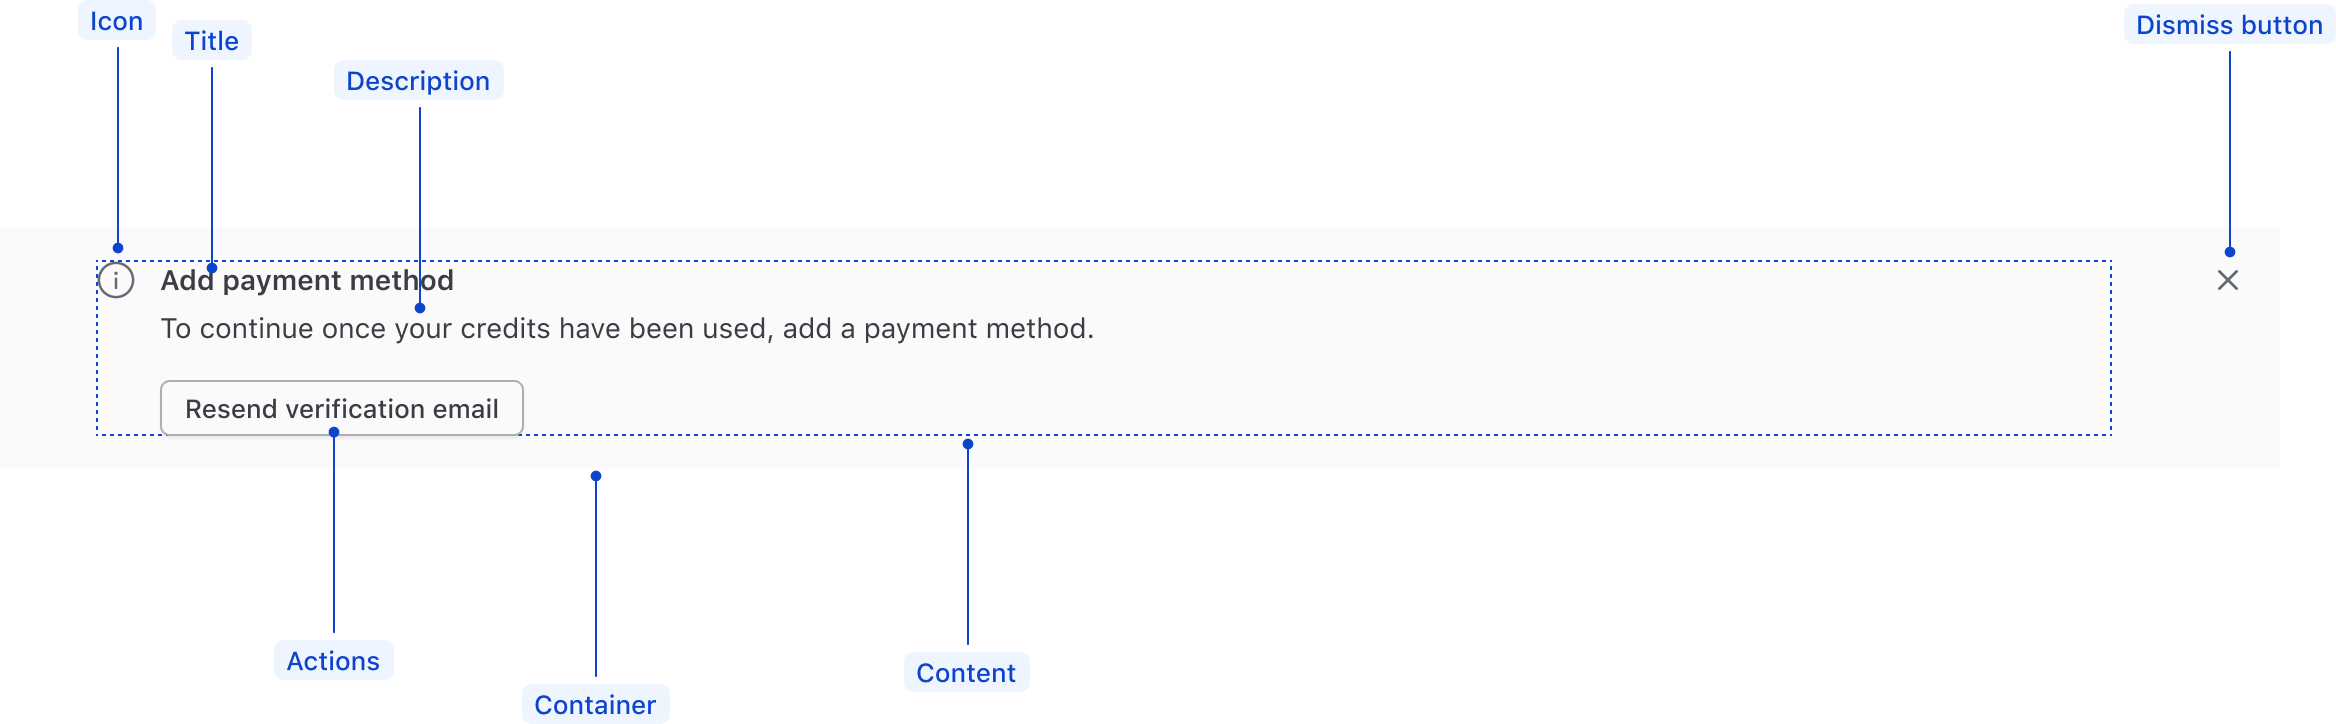 Icon
Title
Description
Dismiss button
Add payment method
To continue once your credits have been used, add a payment method.
Resend verification email
Actions
Container
Content